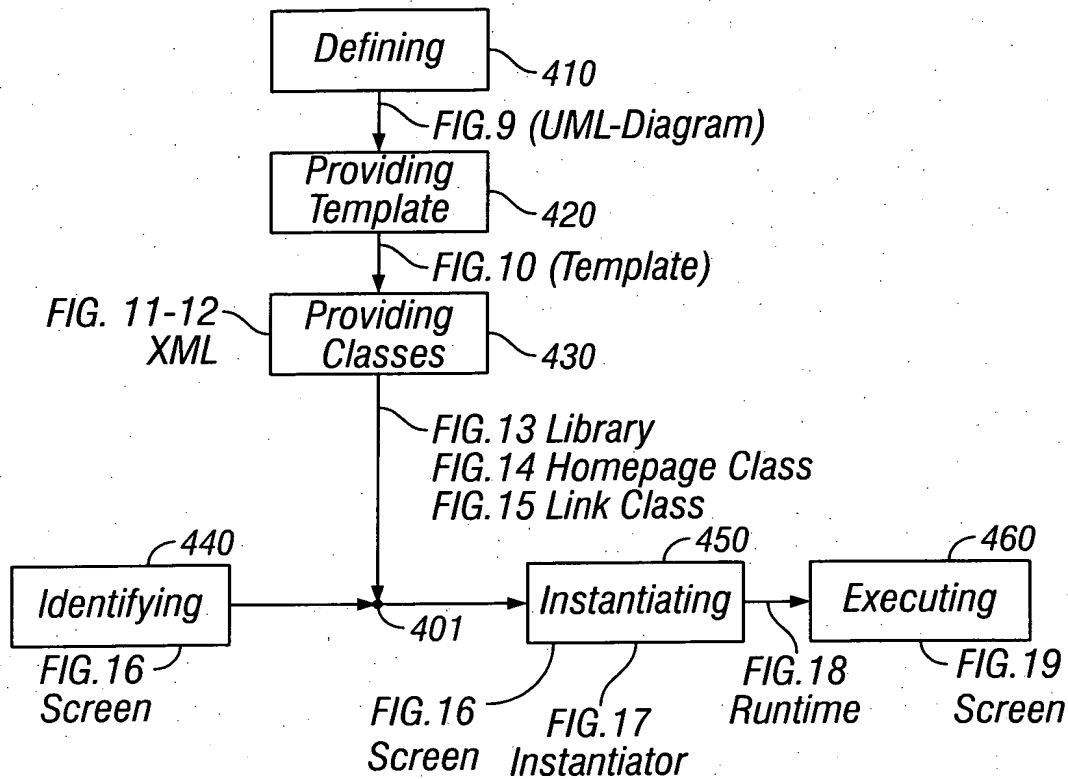 Defining
410
FIG.9 (UML-Diagram)
Providing
Template
420
FIG.10 (Template)
FIG. 11-12
XML
Providing
Classes
430
FIG.13 Library
FIG.14 Homepage Class
FIG.15 Link Class
440
Identifying
FIG.16
Screen
401
450
Instantiating
FIG.16
Screen
FIG.17
Instantiator
FIG.18
Runtime
460
Executing
FIG.19
Screen